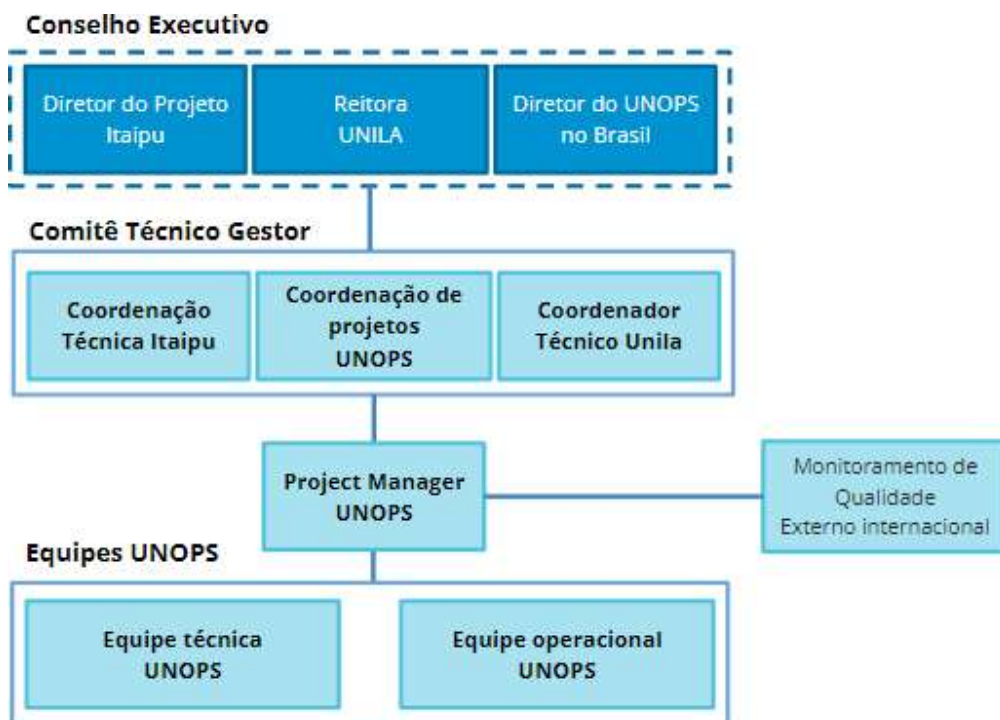 Conselho Executivo
Diretor do Projeto
Itaipu
Reitora
UNILA
Diretor do UNOPS
no Brasil
Comitê Técnico Gestor
Coordenação
Técnica Itaipu
Coordenação de
projetos
UNOPS
Coordenador
Técnico Unila
Project Manager
UNOPS
Monitoramento de
Qualidade
Externo internacional
Equipes UNOPS
Equipe técnica
UNOPS
Equipe operacional
UNOPS